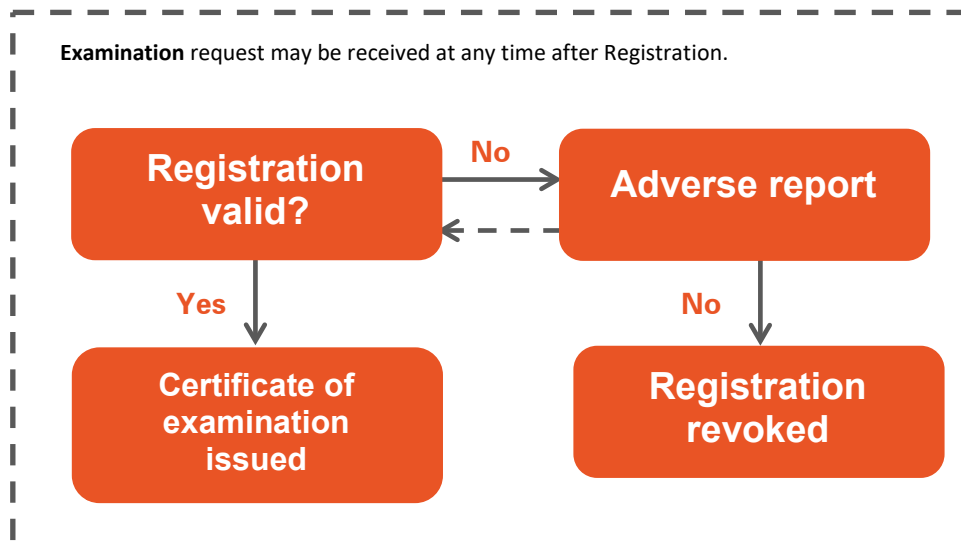 Examination request may be received at any time after Registration.
Registration
valid?
No
Adverse report
Yes
No
Certificate of
examination
issued
Registration
revoked